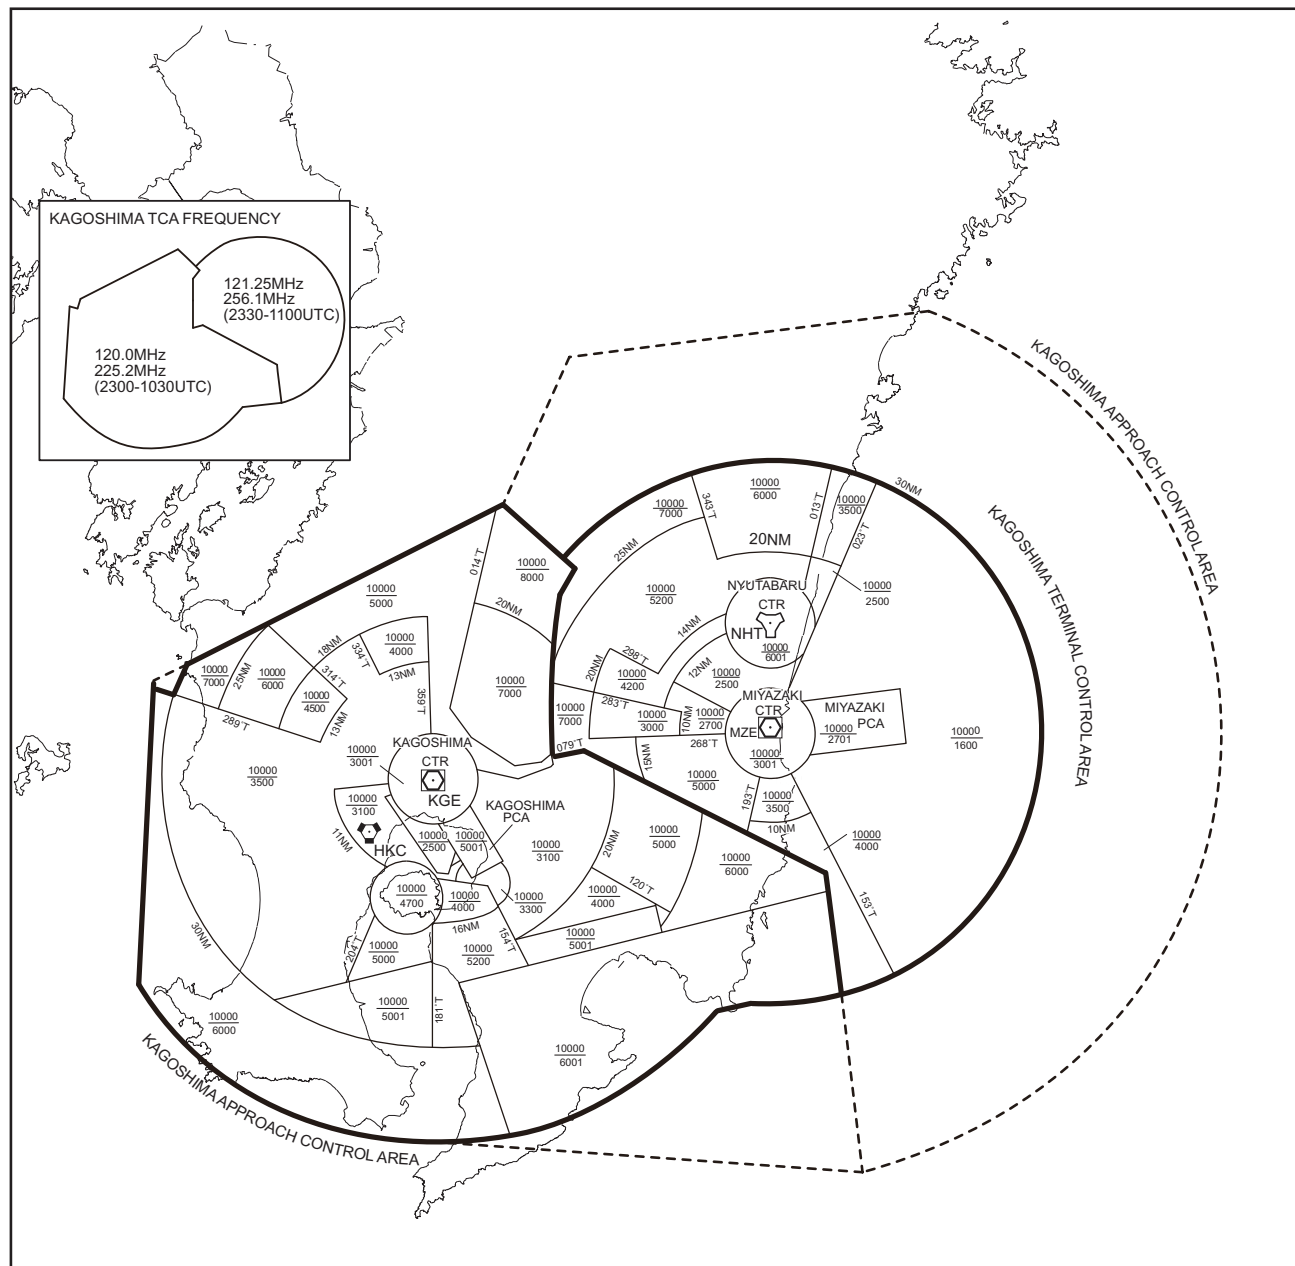 KAGOSHIMA TCA FREQUENCY
121.25MHz
256.1MHz
(2330-1100UTC)
120.0MHz
225.2MHz
(2300-1030UTC)
KAGOSHIMA APPROACH CONTROL AREA
KAGOSHIMA TERMINAL CONTROL AREA
30NM
10000
6000
10000
7000
343°T
013°T
10000
3500
023°T
25NM
20NM
10000
2500
014°T
10000
8000
10000
5000
20NM
10000
5200
NYUTABARU
CTR
NHT
10000
6001
14NM
12NM
298°T
20NM
10000
4200
10000
2500
283°T
10000
3000
10NM
10000
2700
268°T
15NM
MIYAZAKI
CTR
MZE
10000
3001
MIYAZAKI
PCA
10000
2701
10000
1600
18NM
334°T
10000
4000
13NM
314°T
10000
7000
25NM
10000
6000
10000
4500
13NM
289°T
359°T
10000
7000
10000
7000
079°T
KAGOSHIMA
CTR
KGE
10000
3001
10000
3500
10000
5000
193°T
10000
3500
10NM
10000
4000
153°T
KAGOSHIMA
PCA
10000
3100
HKC
11NM
10000
2500
10000
5001
10000
3100
20NM
10000
5000
10000
6000
120°T
10000
4700
10000
4000
10000
3300
10000
4000
16NM
154°T
10000
5001
204°T
10000
5000
10000
5200
30NM
10000
5001
181°T
10000
6000
10000
6001
KAGOSHIMA APPROACH CONTROL AREA